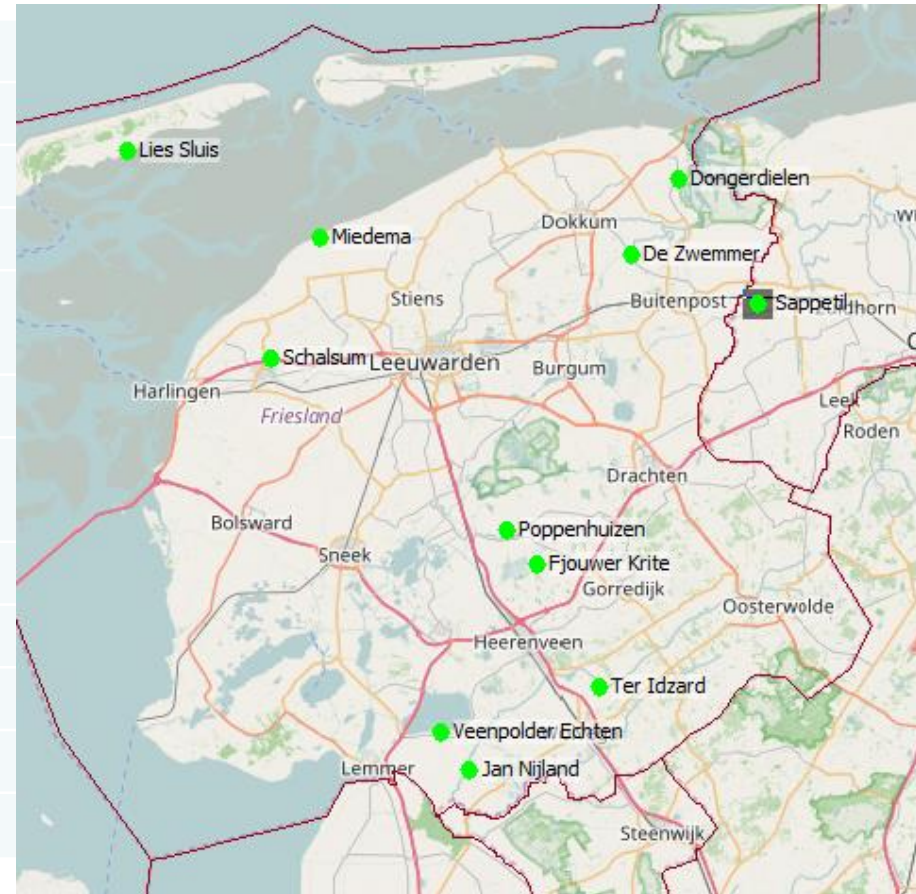 Lies Sluis
Dongerdielen
Dokkum
Miedema
De Zwemmer
Stiens
Buitenpost
Sappetil
Schalsum
Leeuwarden
Burgum
Harlingen
Leek
Friesland
Roden
Drachten
Bolsward
Poppenhuizen
Sneek
Fjouwer Krite
Gorredijk
Oosterwolde
Heerenveen
Ter Idzard
Veenpolder Echten
Lemmer
Jan Nijland
Steenwijk